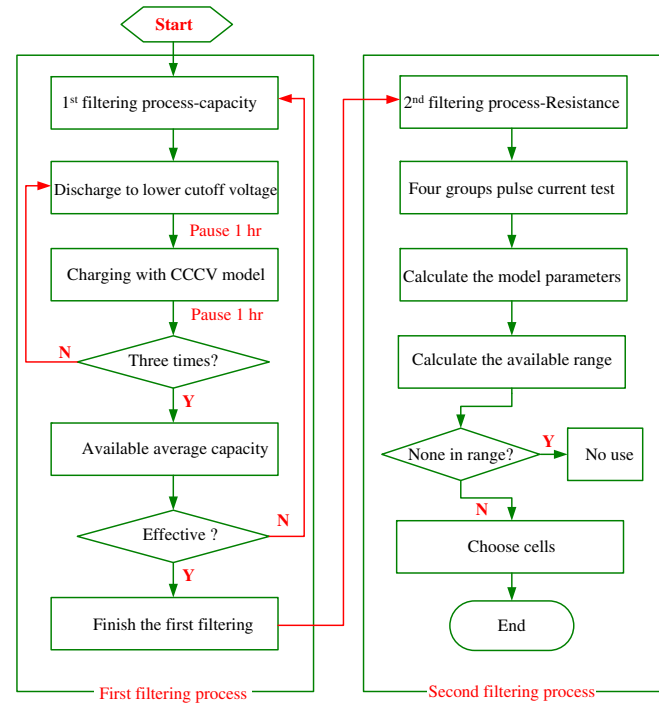 Start
1st filtering process-capacity
Discharge to lower cutoff voltage
Pause 1 hr
Charging with CCCV model
Pause 1 hr
N
Three times?
Y
Available average capacity
Effective ?
N
Y
Finish the first filtering
First filtering process
2nd filtering process-Resistance
Four groups pulse current test
Calculate the model parameters
Calculate the available range
None in range?
Y
No use
N
Choose cells
End
Second filtering process